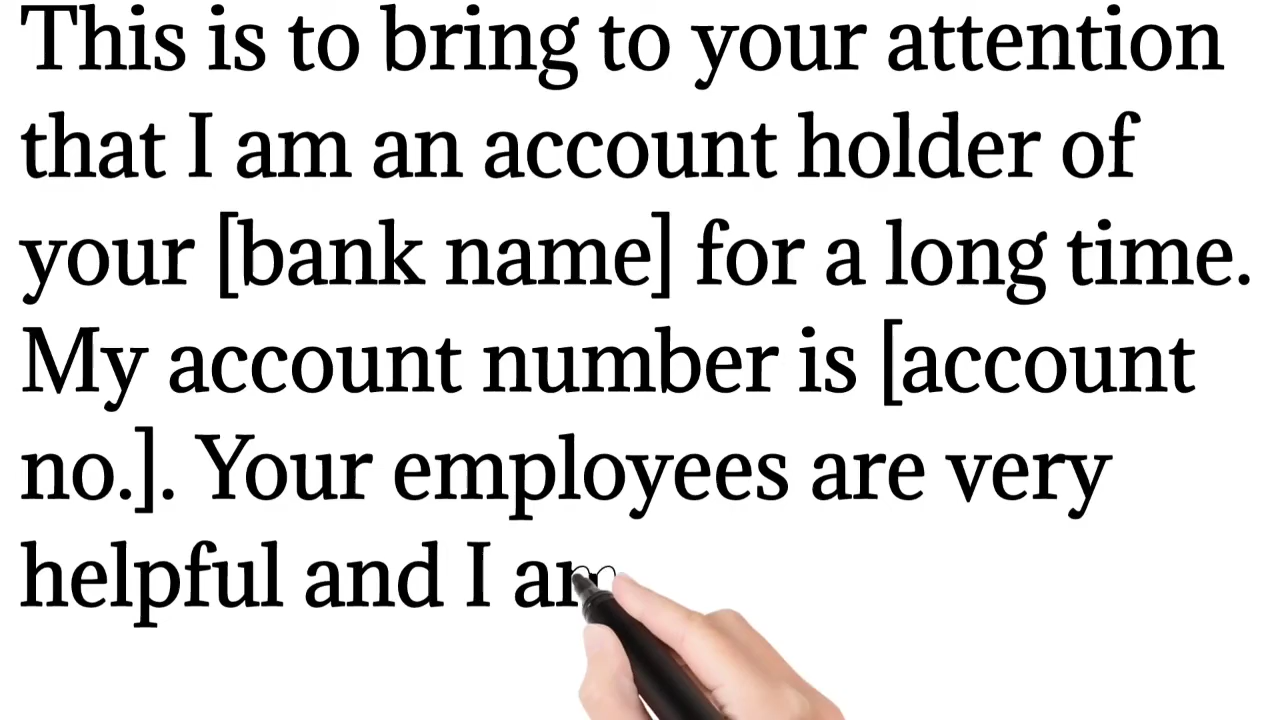 This is to bring to your attention
that I am an account holder of
your [bank name] for a long time.
My account number is [account
no.]. Your employees are very
helpful and I